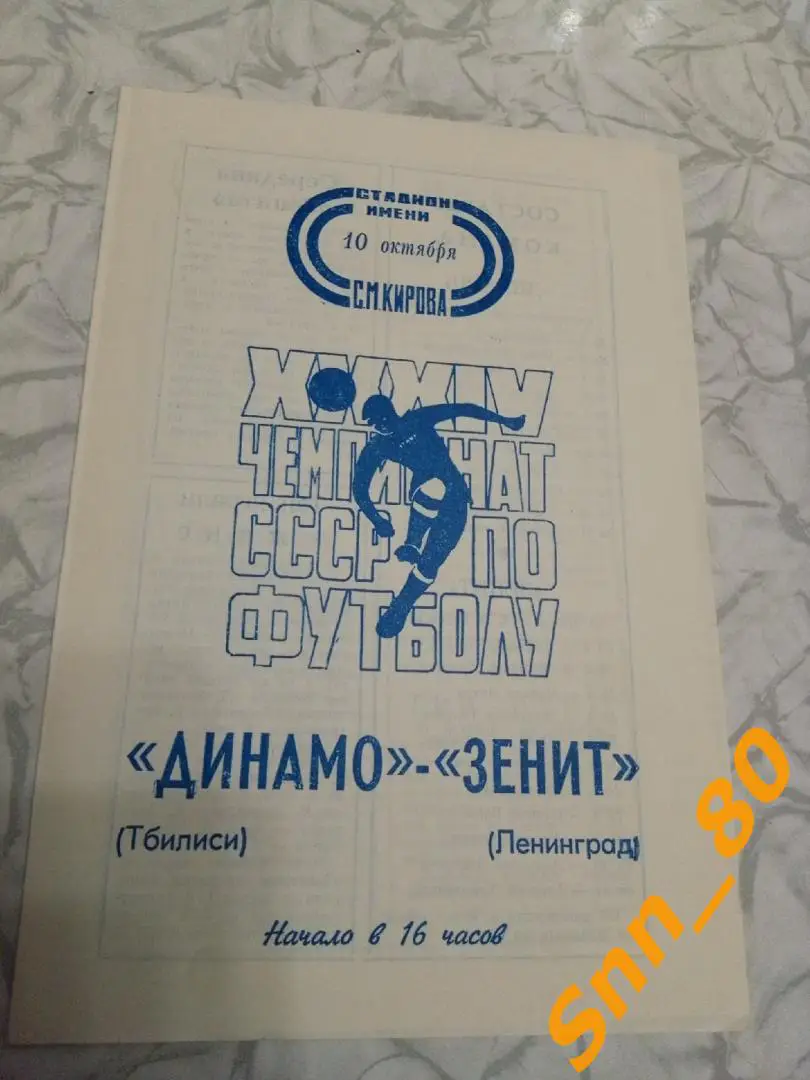 СТАДИОН
ИМЕНИ
10 октября
С.М.КИРОВА
XXXIV
ЧЕМПИОНАТ
СССР ПО
ФУТБОЛУ
«ДИНАМО»-«ЗЕНИТ»
(Тбилиси) (Ленинград)
Начало в 16 часов
Snn_80